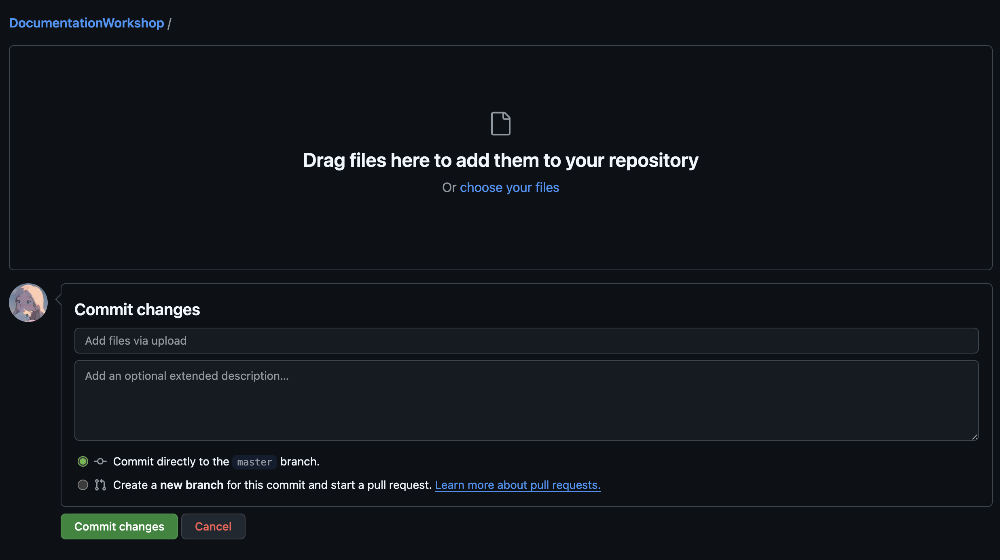 DocumentationWorkshop /
Drag files here to add them to your repository
Or choose your files
Commit changes
Add files via upload
Add an optional extended description...
Commit directly to the master branch.
Create a new branch for this commit and start a pull request. Learn more about pull requests.
Commit changes Cancel